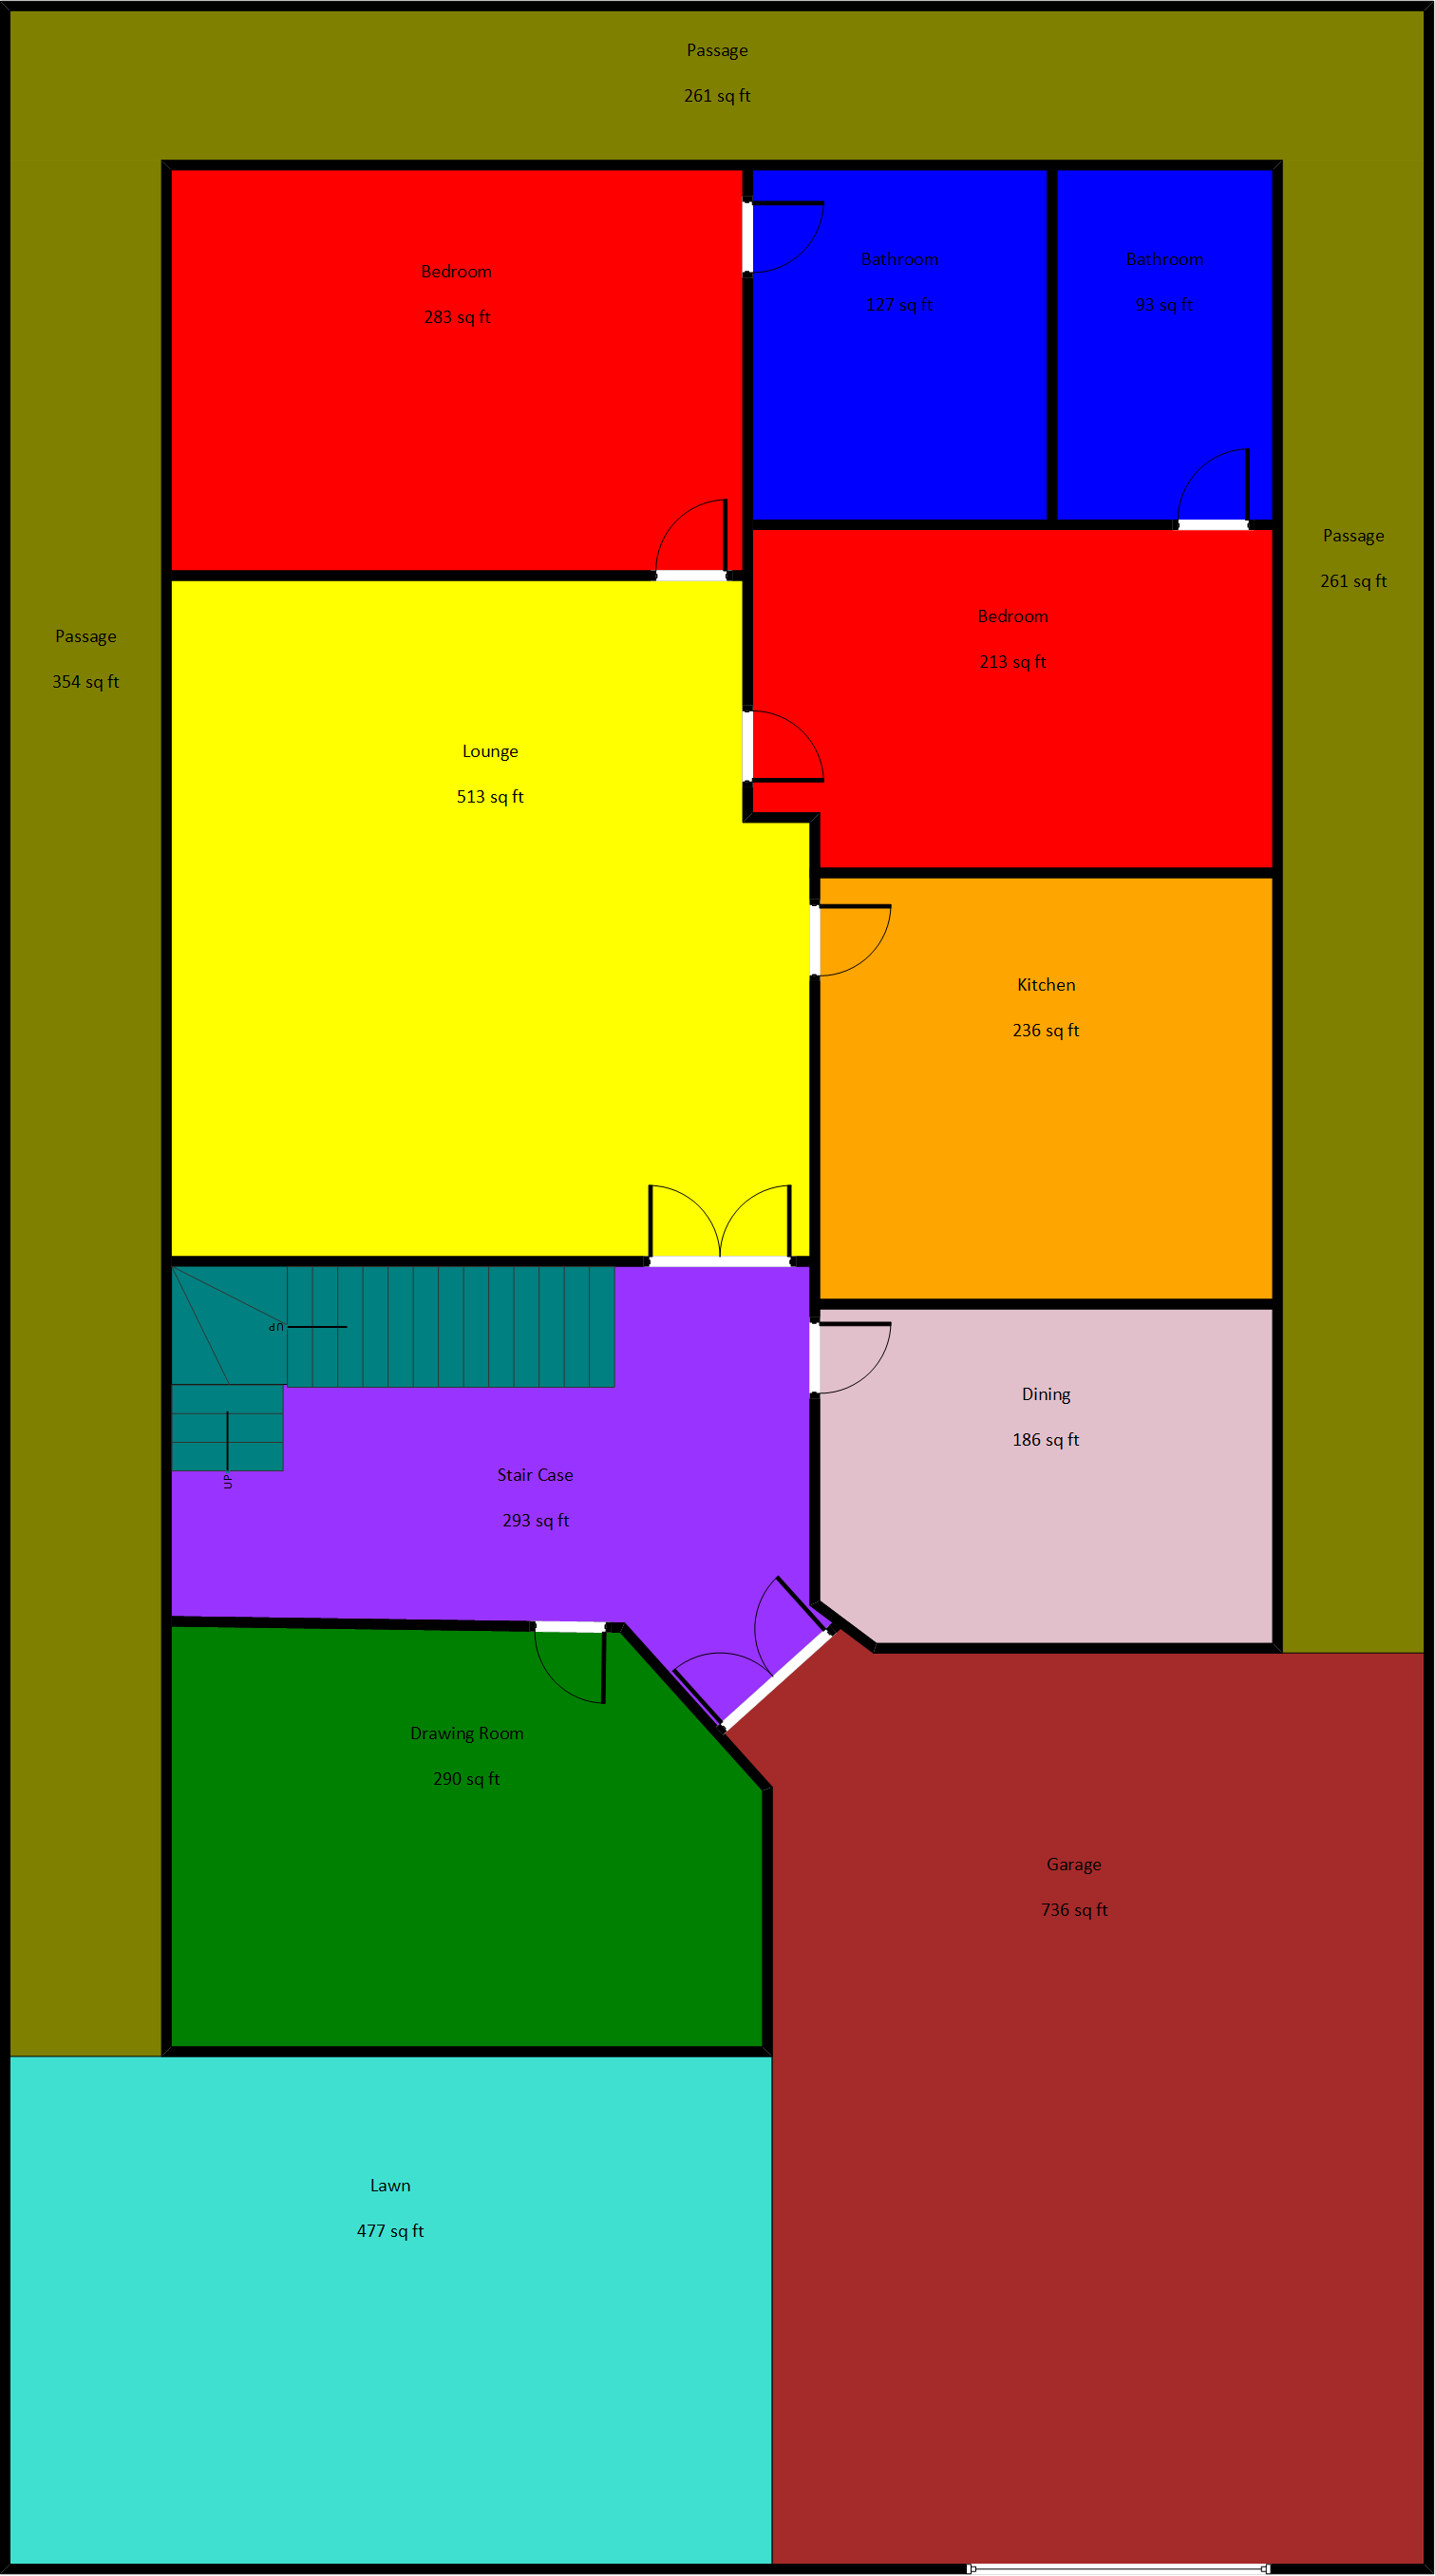 Passage
261 sq ft
Bedroom
283 sq ft
Bathroom
127 sq ft
Bathroom
93 sq ft
Passage
261 sq ft
Bedroom
213 sq ft
Passage
354 sq ft
Lounge
513 sq ft
Kitchen
236 sq ft
UP
Dining
186 sq ft
UP
Stair Case
293 sq ft
Drawing Room
290 sq ft
Garage
736 sq ft
Lawn
477 sq ft